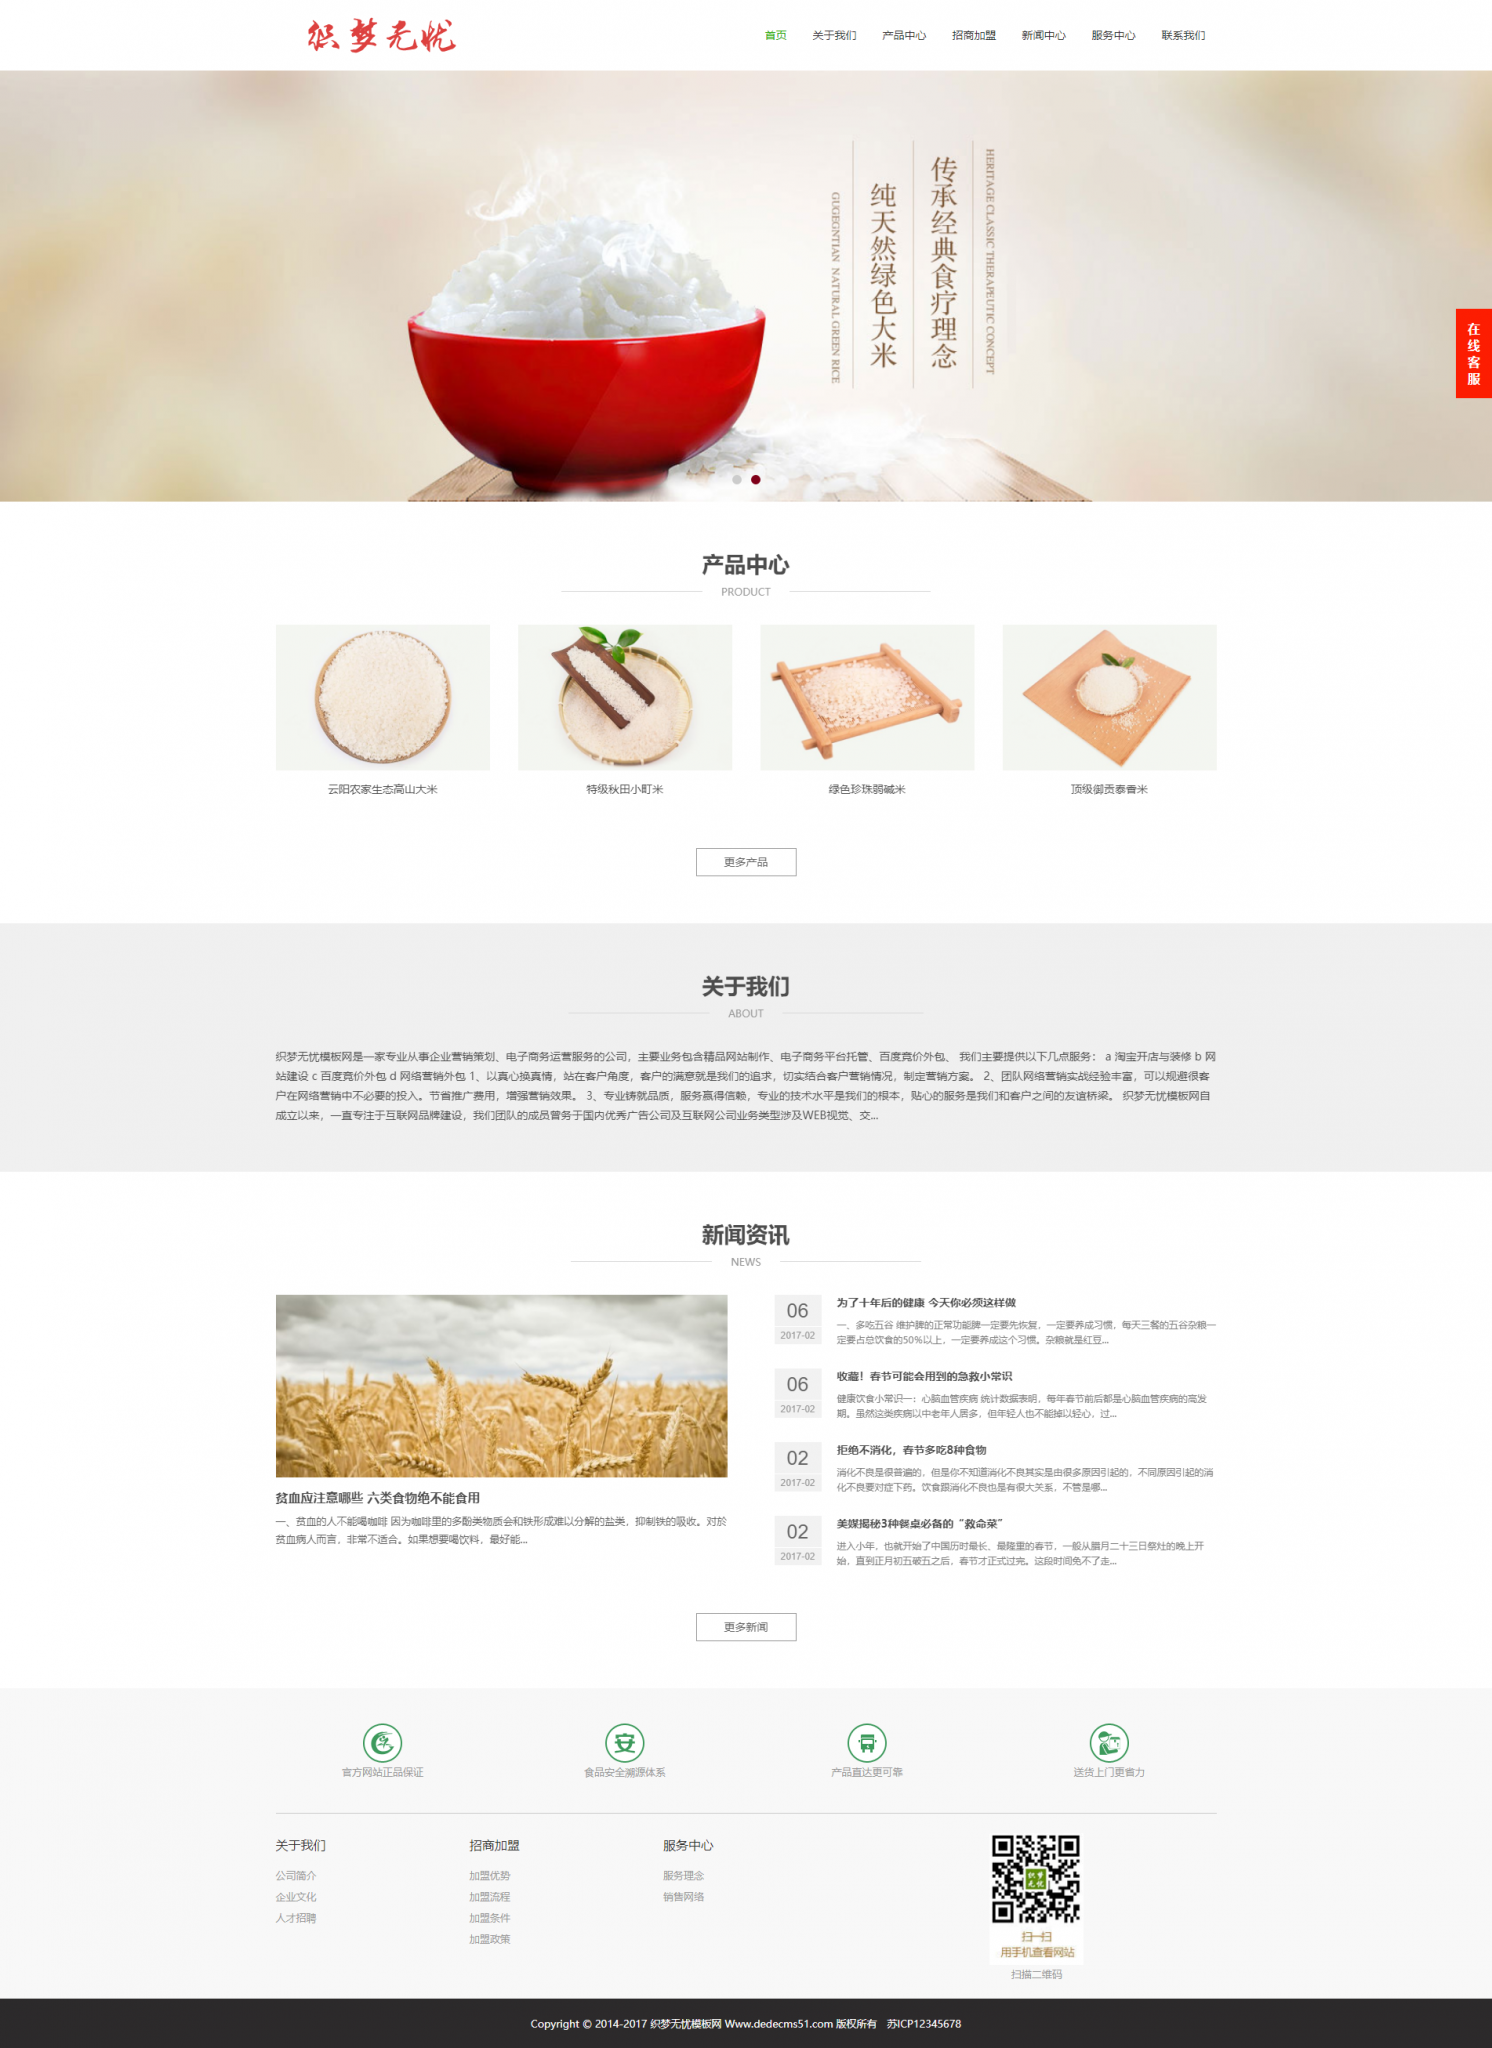 织梦无忧
首页 关于我们 产品中心 招商加盟 新闻中心 服务中心 联系我们
HERITAGE CLASSIC THERAPEUTIC CONCEPT
传承经典食疗理念
纯天然绿色大米
GUGEGNTIAN NATURAL GREEN RICE
在线客服
产品中心
PRODUCT
云阳农家生态高山大米
特级秋田小町米
绿色珍珠弱碱米
顶级御贡泰香米
更多产品
关于我们
ABOUT
织梦无忧模板网是一家专业从事企业营销策划、电子商务运营服务的公司，主要业务包含精品网站制作、电子商务平台托管、百度竞价外包、 我们主要提供以下几点服务： a 淘宝开店与装修 b 网
站建设 c 百度竞价外包 d 网络营销外包 1、以真心换真情，站在客户角度，客户的满意就是我们的追求，切实结合客户营销情况，制定营销方案。 2、团队网络营销实战经验丰富，可以规避很客
户在网络营销中不必要的投入。节省推广费用，增强营销效果。 3、专业铸就品质，服务赢得信赖，专业的技术水平是我们的根本，贴心的服务是我们和客户之间的友谊桥梁。 织梦无忧模板网自
成立以来，一直专注于互联网品牌建设，我们团队的成员曾务于国内优秀广告公司及互联网公司业务类型涉及WEB视觉、交...
新闻资讯
NEWS
贫血应注意哪些 六类食物绝不能食用
一、贫血的人不能喝咖啡 因为咖啡里的多酚类物质会和铁形成难以分解的盐类，抑制铁的吸收。对於
贫血病人而言，非常不适合。如果想要喝饮料，最好能...
06
2017-02
为了十年后的健康 今天你必须这样做
一、多吃五谷 维护脾的正常功能脾一定要先恢复，一定要养成习惯，每天三餐的五谷杂粮一
定要占总饮食的50%以上，一定要养成这个习惯。杂粮就是红豆...
06
2017-02
收藏！春节可能会用到的急救小常识
健康饮食小常识一：心脑血管疾病 统计数据表明，每年春节前后都是心脑血管疾病的高发
期。虽然这类疾病以中老年人居多，但年轻人也不能掉以轻心，过...
02
2017-02
拒绝不消化，春节多吃8种食物
消化不良是很普遍的，但是你不知道消化不良其实是由很多原因引起的，不同原因引起的消
化不良要对症下药。饮食跟消化不良也是有很大关系，不管是哪...
02
2017-02
美媒揭秘3种餐桌必备的“救命菜”
进入小年，也就开始了中国历时最长、最隆重的春节，一般从腊月二十三日祭灶的晚上开
始，直到正月初五破五之后，春节才正式过完。这段时间免不了走...
更多新闻
官方网站正品保证
安
食品安全溯源体系
产品直达更可靠
送货上门更省力
关于我们
公司简介
企业文化
人才招聘
招商加盟
加盟优势
加盟流程
加盟条件
加盟政策
服务中心
服务理念
销售网络
织梦
无忧
扫一扫
用手机查看网站
扫描二维码
Copyright © 2014-2017 织梦无忧模板网 Www.dedecms51.com 版权所有 苏ICP12345678